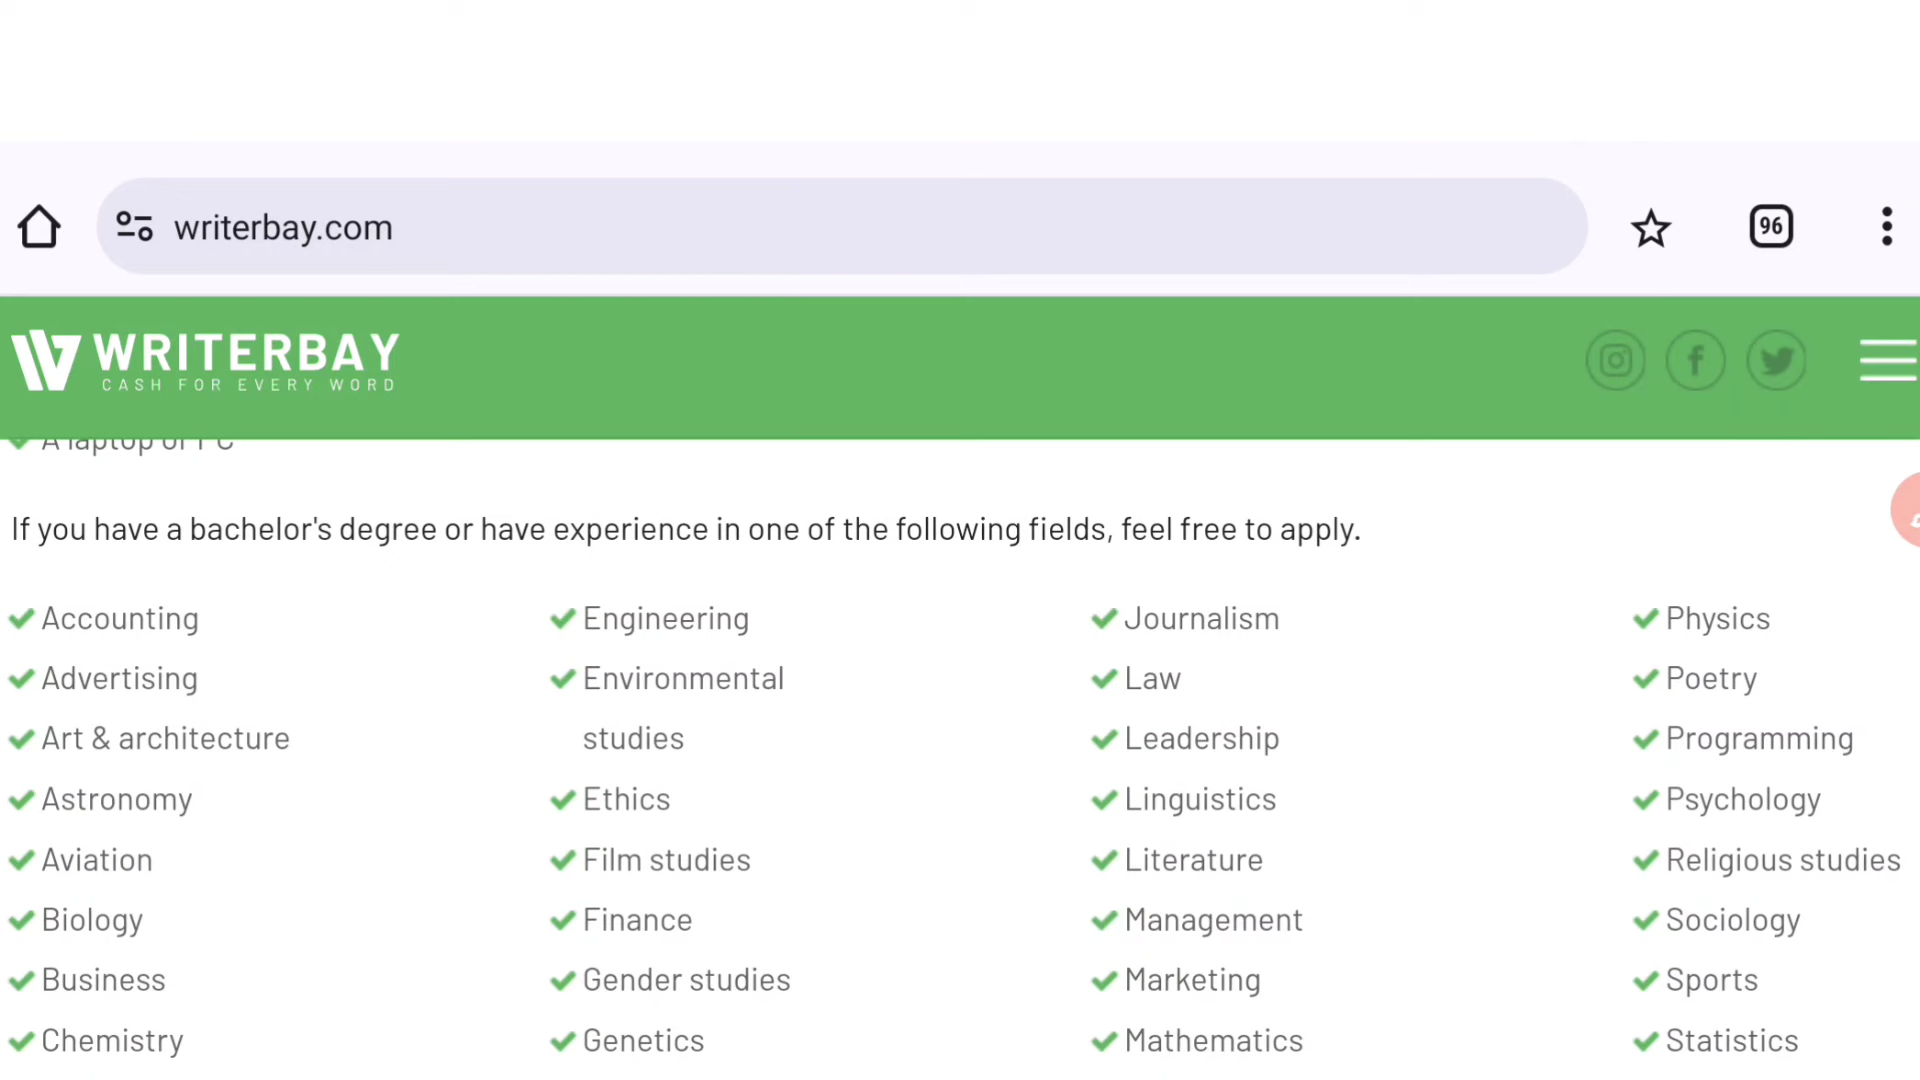 writerbay.com
96
WRITERBAY
CASH FOR EVERY WORD
A laptop or PC
If you have a bachelor's degree or have experience in one of the following fields, feel free to apply.
Accounting
Advertising
Art & architecture
Astronomy
Aviation
Biology
Business
Chemistry
Engineering
Environmental
studies
Ethics
Film studies
Finance
Gender studies
Genetics
Journalism
Law
Leadership
Linguistics
Literature
Management
Marketing
Mathematics
Physics
Poetry
Programming
Psychology
Religious studies
Sociology
Sports
Statistics